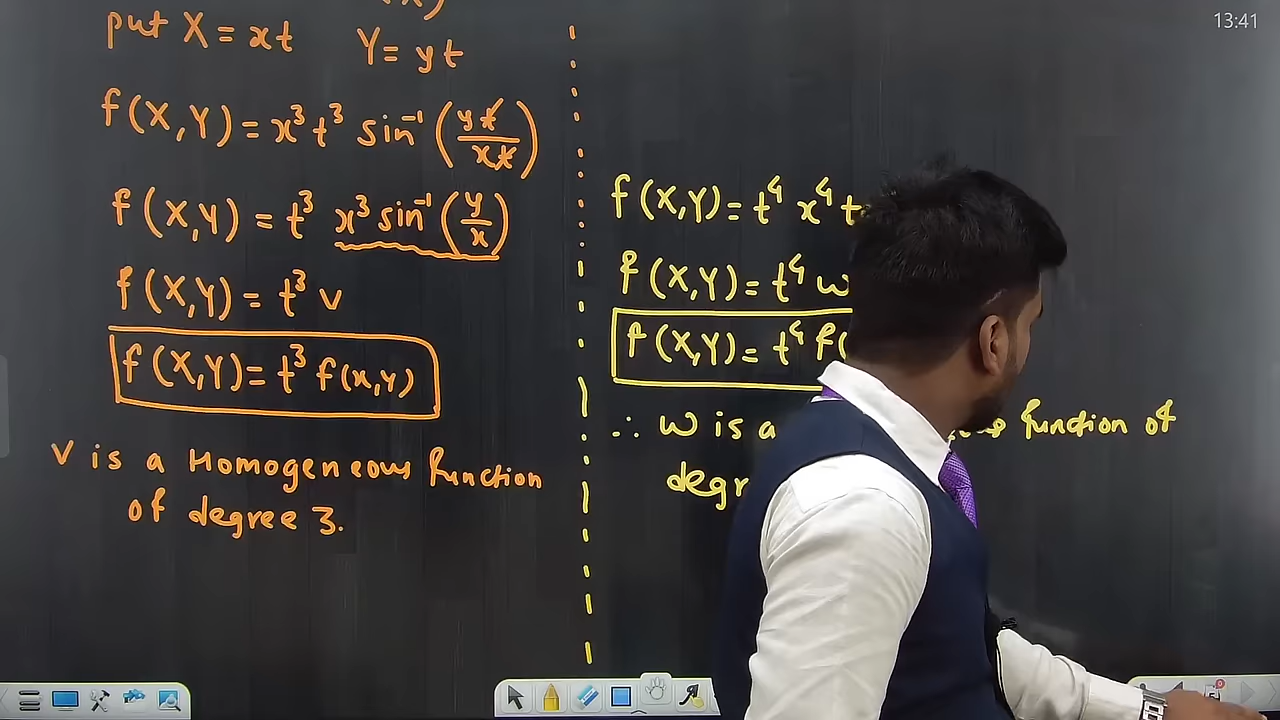 put X = xt Y = yt
f(X,Y) = x³t³ sin⁻¹(yt/xt)
f(X,Y) = t³ x³ sin⁻¹(y/x)
f(X,Y) = t³ v
f(X,Y) = t³ f(x,y)
v is a Homogeneous function
of degree 3.
13:41
f(X,Y) = t⁴ x⁴
f(X,Y) = t⁴ w
f(X,Y) = t⁴ f(
∴ w is a function of